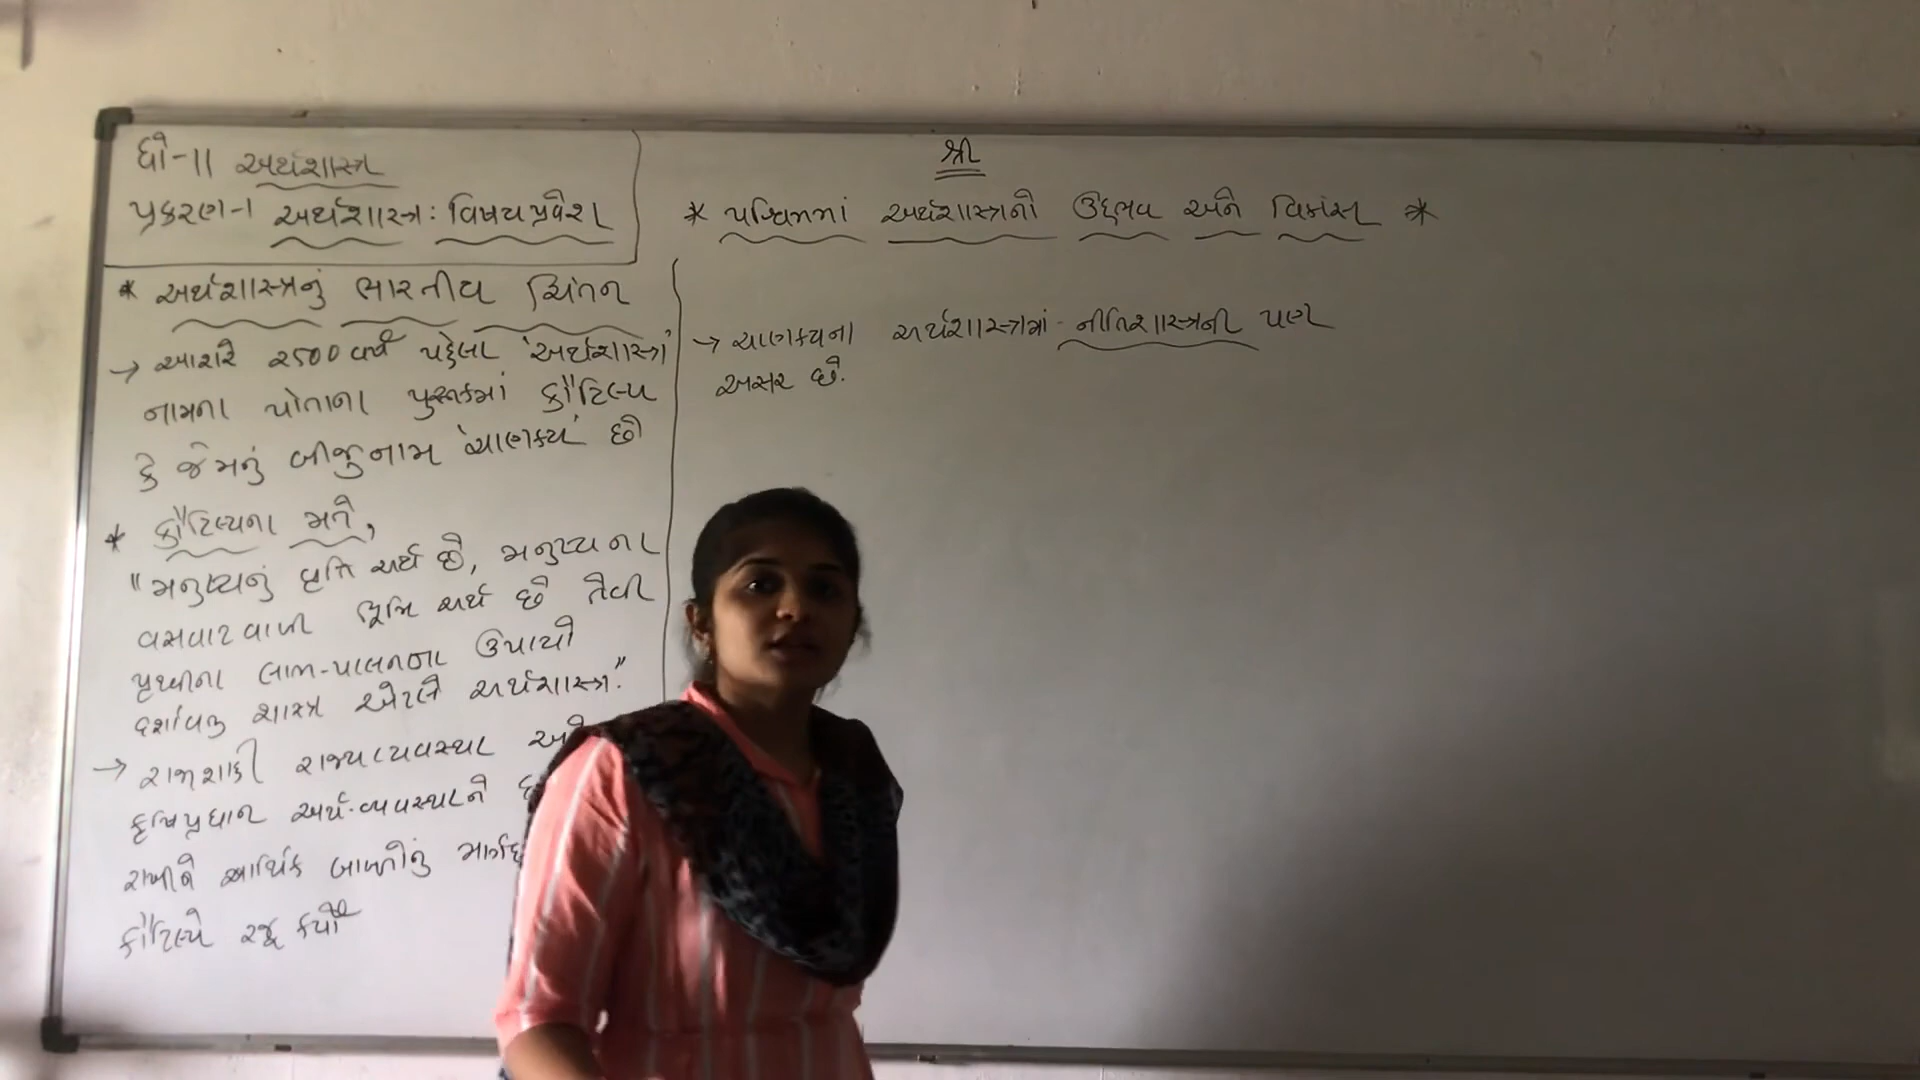 ધો-11 અર્થશાસ્ત્ર
પ્રકરણ-1 અર્થશાસ્ત્ર: વિષયપ્રવેશ
* અર્થશાસ્ત્રનું ભારતીય ચિંતન
→ આશરે ૨૫૦૦ વર્ષ પહેલા 'અર્થશાસ્ત્ર'
નામના પોતાના પુસ્તકમાં કૌટિલ્ય
કે જેમનું બીજુ નામ 'ચાણક્ય' છે
* કૌટિલ્યના મતે,
"મનુષ્યનું વૃત્તિ અર્થ છે, મનુષ્યના
વસવાટવાળી ભૂમિ અર્થ છે તેવી
પૃથ્વીના લાભ-પાલનના ઉપાયો
દર્શાવતુ શાસ્ત્ર એટલે અર્થશાસ્ત્ર."
→ રાજાશાહી રાજ્યવ્યવસ્થા
કૃષિપ્રધાન અર્થ-વ્યવસ્થાને
રાખીને આર્થિક બાબતોનું
કૌટિલ્યે રજૂ કર્યો
શ્રી
* પશ્ચિમમાં અર્થશાસ્ત્રનો ઉદ્દભવ અને વિકાસ *
→ ચાણક્યના અર્થશાસ્ત્રમાં નીતિશાસ્ત્રની પણ
અસર છે.